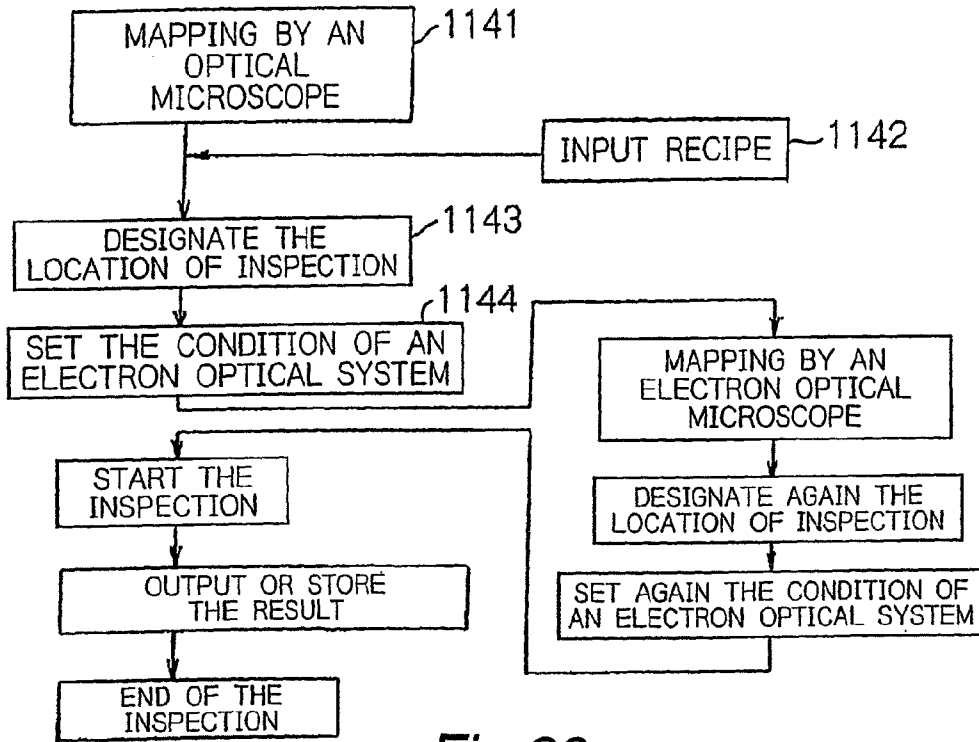 MAPPING BY AN
OPTICAL
MICROSCOPE
1141
INPUT RECIPE
1142
DESIGNATE THE
LOCATION OF INSPECTION
1143
SET THE CONDITION OF AN
ELECTRON OPTICAL SYSTEM
1144
MAPPING BY AN
ELECTRON OPTICAL
MICROSCOPE
DESIGNATE AGAIN THE
LOCATION OF INSPECTION
SET AGAIN THE CONDITION OF
AN ELECTRON OPTICAL SYSTEM
START THE
INSPECTION
OUTPUT OR STORE
THE RESULT
END OF THE
INSPECTION